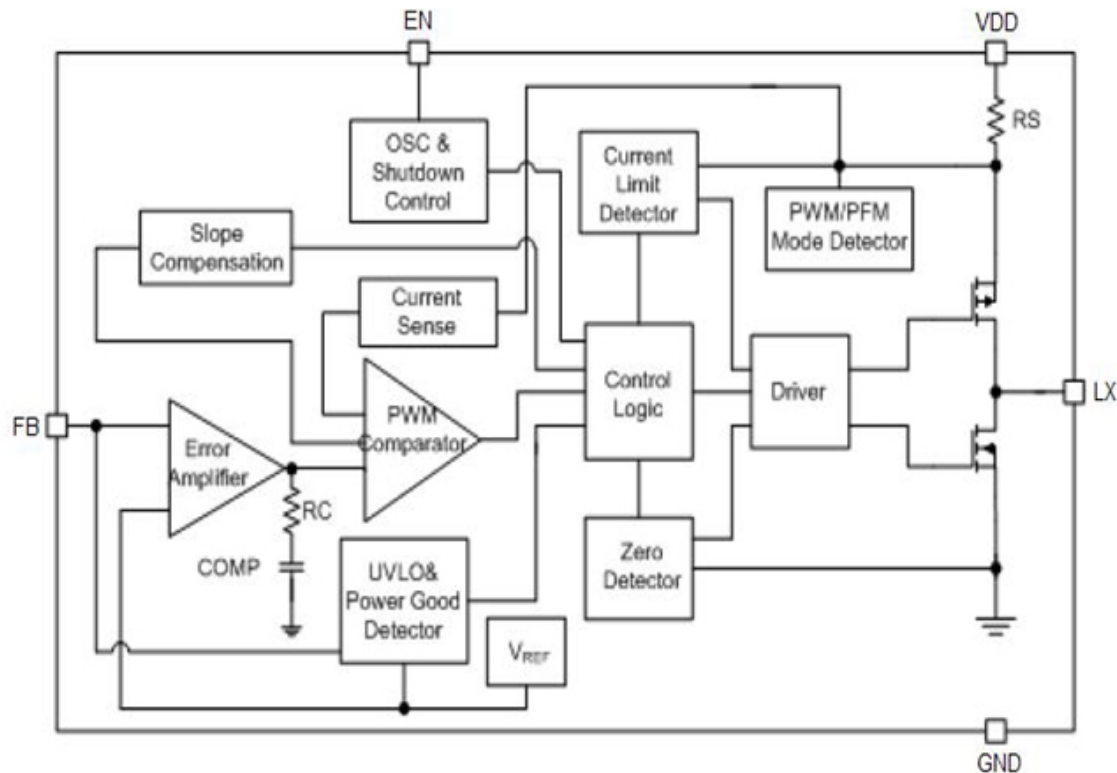 EN
VDD
RS
OSC &
Shutdown
Control
Current
Limit
Detector
PWM/PFM
Mode Detector
Slope
Compensation
Current
Sense
Control
Logic
Driver
LX
FB
Error
Amplifier
PWM
Comparator
RC
COMP
UVLO&
Power Good
Detector
VREF
Zero
Detector
GND